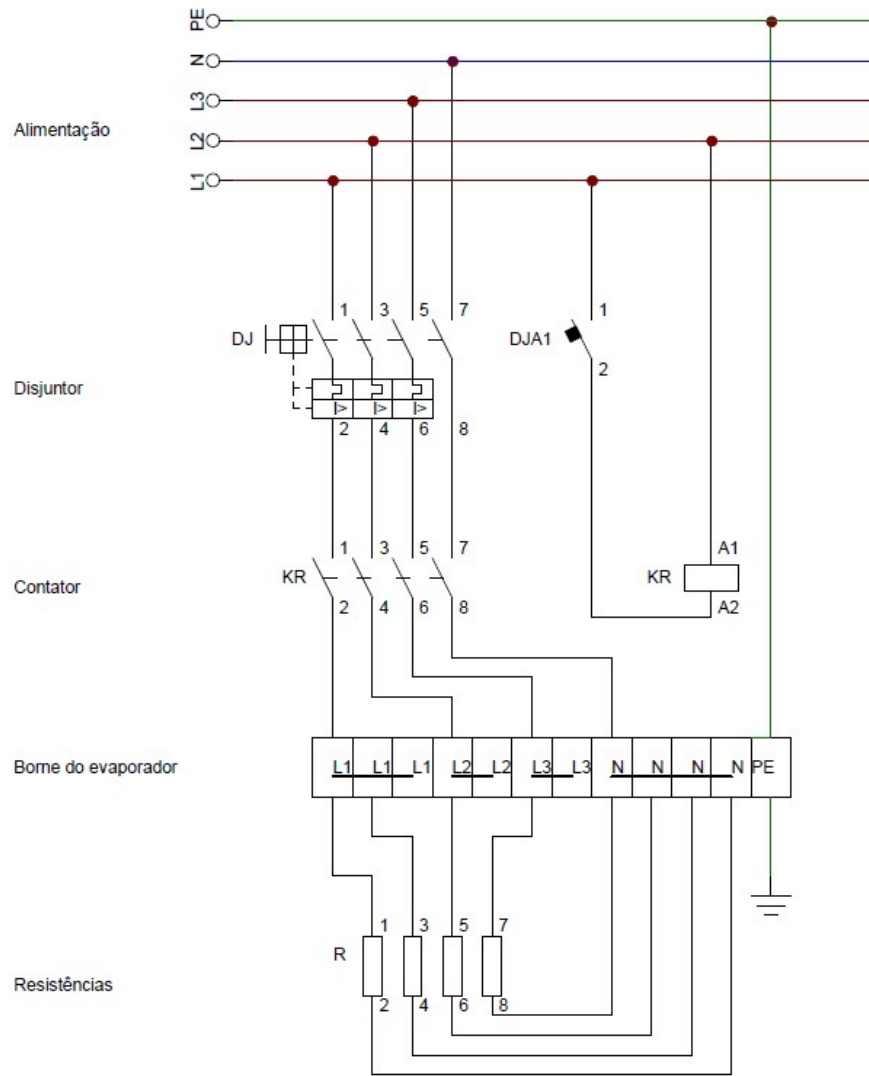 PE
N
L3
Alimentação
L2
L1
1 3 5 7 1
DJ DJA1
2
Disjuntor
I> I> I>
2 4 6 8
1 3 5 7 A1
KR KR
Contator
2 4 6 8 A2
Borne do evaporador
L1 L1 L1 L2 L2 L3 L3 N N N N PE
1 3 5 7
R
Resistências
2 4 6 8